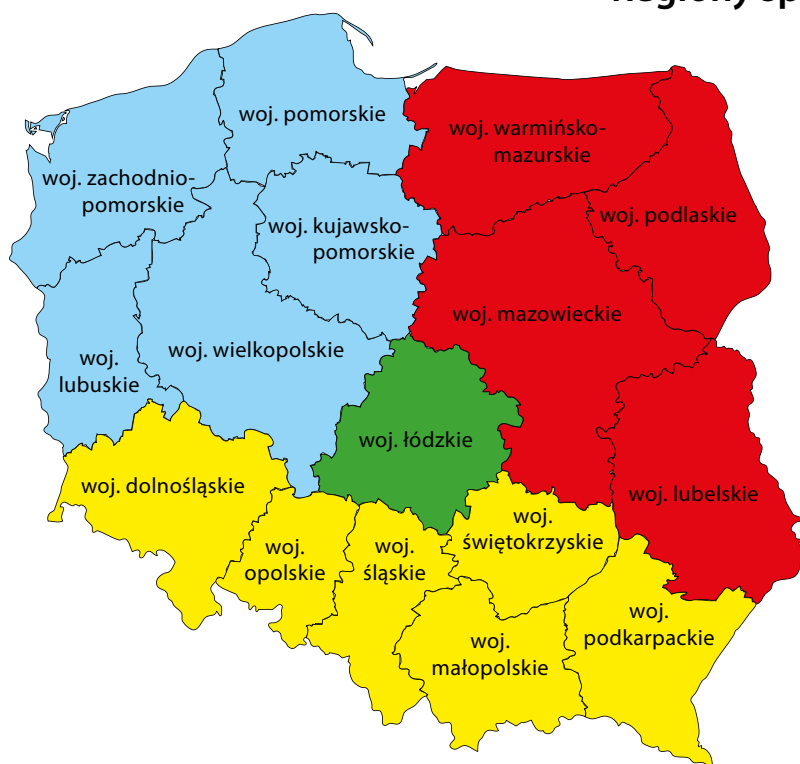 woj. pomorskie
woj. warmińsko-
mazurskie
woj. zachodnio-
pomorskie
woj. kujawsko-
pomorskie
woj. podlaskie
woj. mazowieckie
woj.
lubuskie
woj. wielkopolskie
woj. łódzkie
woj. dolnośląskie
woj. lubelskie
woj.
opolskie
woj.
śląskie
woj.
świętokrzyskie
woj.
małopolskie
woj.
podkarpackie